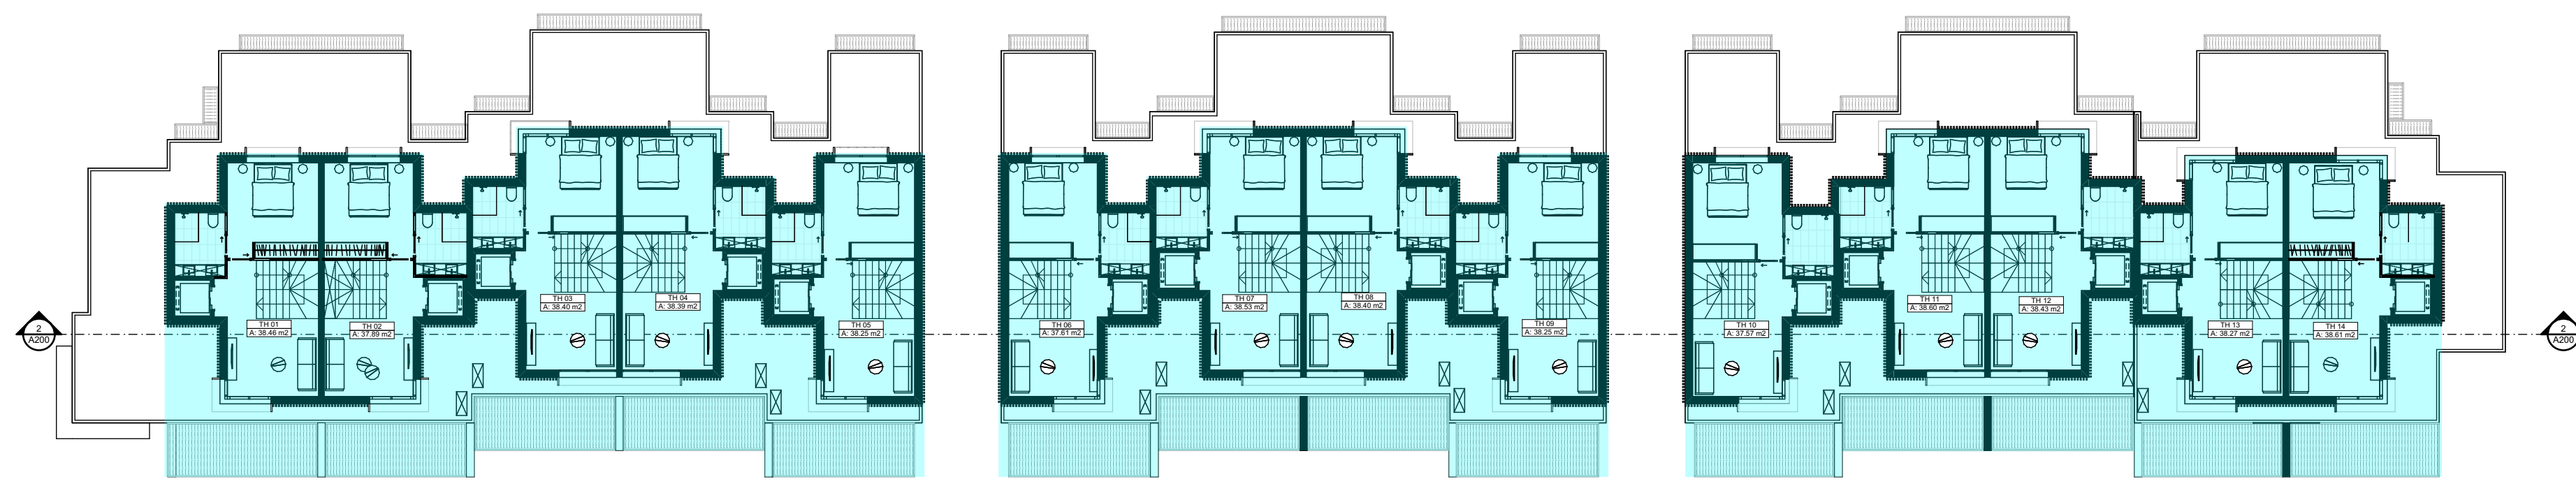 TH 03
A: 38.40 m2
TH 04
A: 38.39 m2
TH 07
A: 38.53 m2
TH 08
A: 38.40 m2
TH 11
A: 38.60 m2
TH 12
A: 38.43 m2
TH 01
A: 38.46 m2
TH 02
A: 37.89 m2
TH 05
A: 38.25 m2
TH 06
A: 37.61 m2
TH 09
A: 38.25 m2
TH 10
A: 37.57 m2
TH 13
A: 38.27 m2
TH 14
A: 38.61 m2
2
A200
2
A200